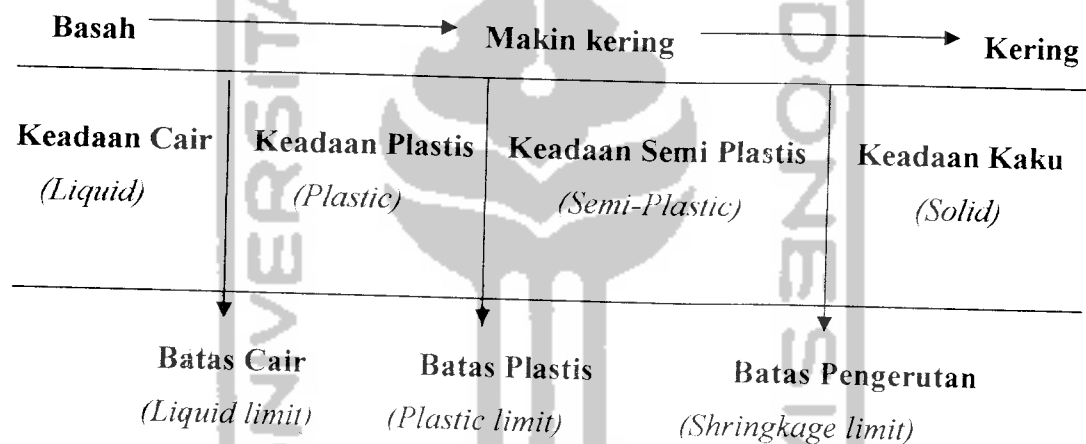 Basah Makin kering Kering
Keadaan Cair Keadaan Plastis Keadaan Semi Plastis Keadaan Kaku
(Liquid) (Plastic) (Semi-Plastic) (Solid)
Batas Cair Batas Plastis Batas Pengerutan
(Liquid limit) (Plastic limit) (Shringkage limit)